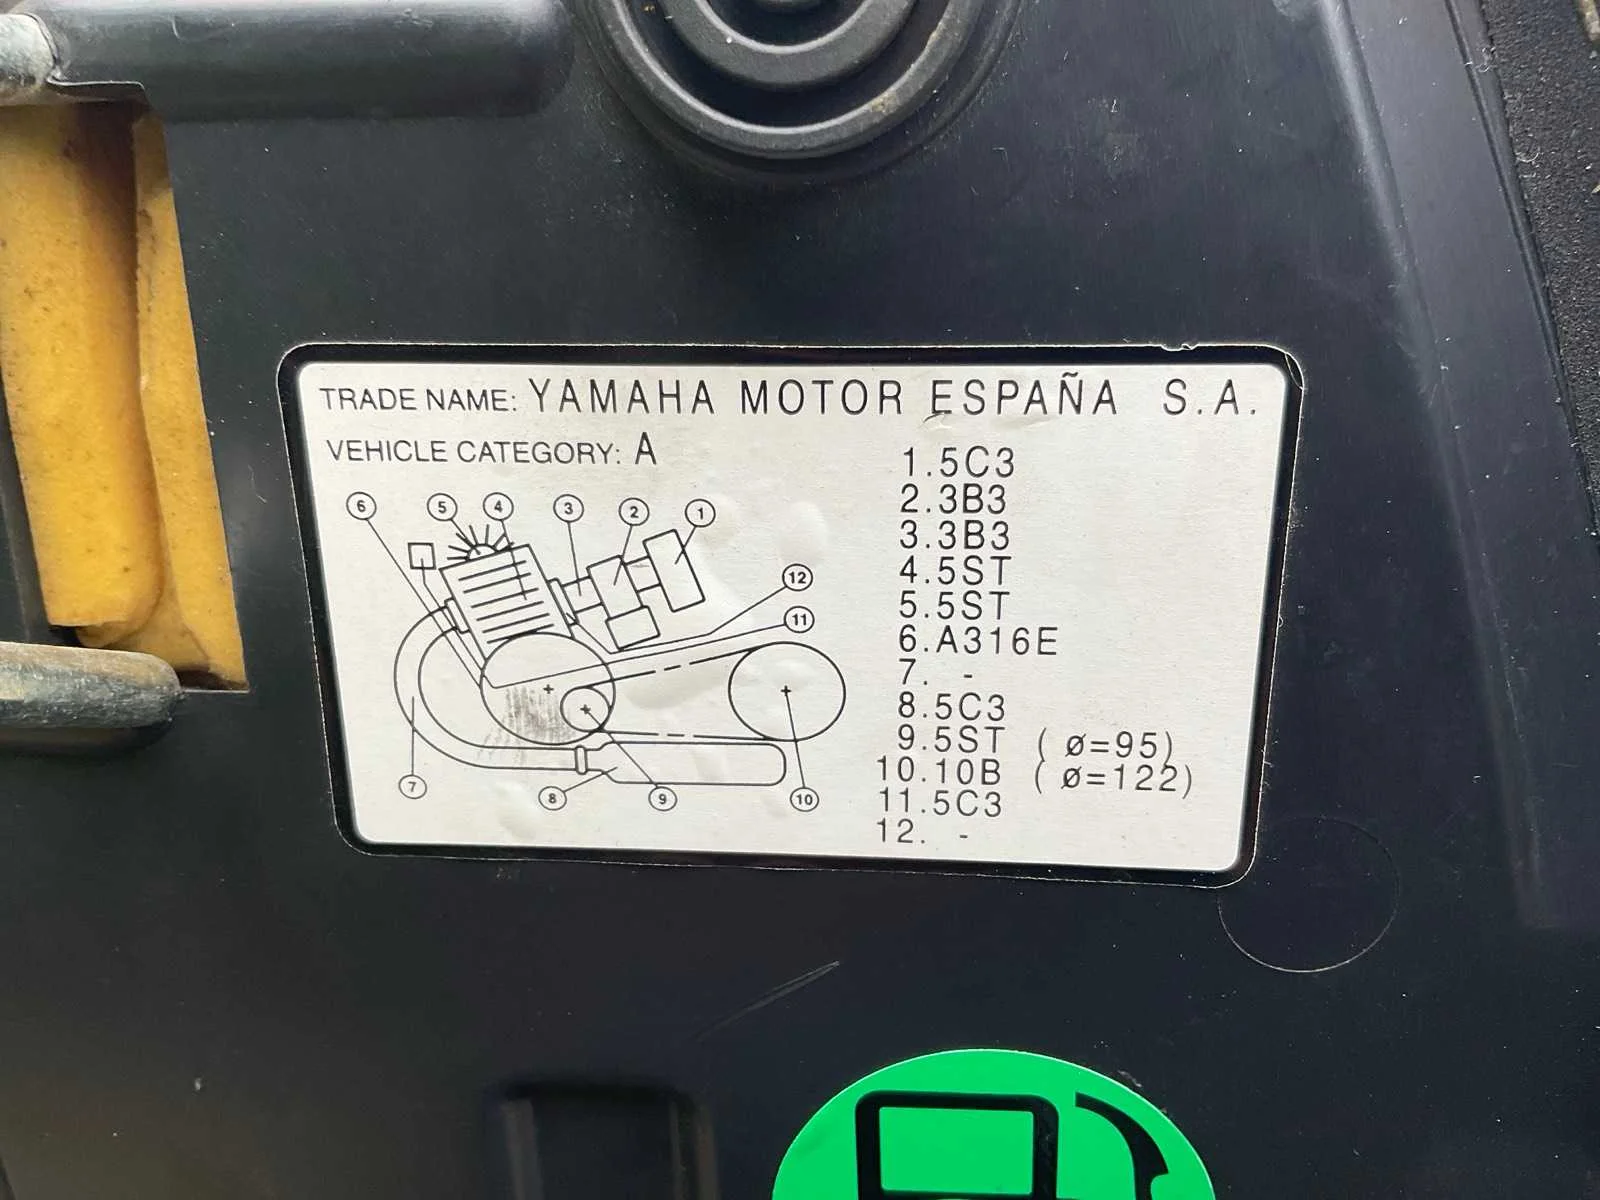 TRADE NAME: YAMAHA MOTOR ESPAÑA S.A.
VEHICLE CATEGORY: A
6 5 4 3 2 1
12
11
7 8 9 10
1.5C3
2.3B3
3.3B3
4.5ST
5.5ST
6.A316E
7. -
8.5C3
9.5ST (ø=95)
10.10B (ø=122)
11.5C3
12. -